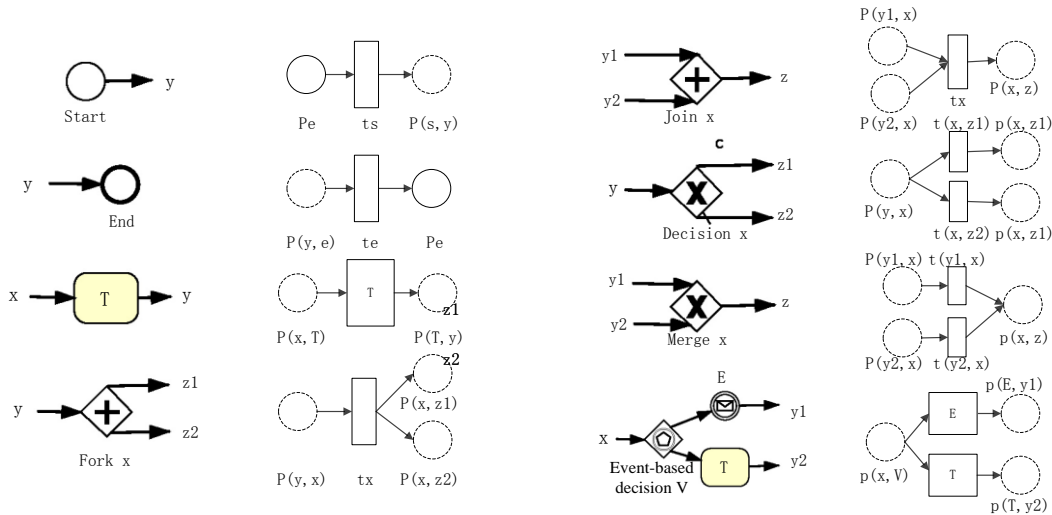 y
Start
Pe
ts
P(s,y)
y
End
P(y,e)
te
Pe
x
T
y
T
P(x,T)
P(T,y)
z1
y
z1
z2
Fork x
z2
P(x,z1)
P(y,x)
tx
P(x,z2)
y1
y2
z
Join x
P(y1,x)
P(y2,x)
tx
P(x,z)
c
y
X
z1
z2
Decision x
t(x,z1)
p(x,z1)
P(y,x)
t(x,z2)
p(x,z1)
y1
y2
X
z
Merge x
P(y1,x)
t(y1,x)
P(y2,x)
t(y2,x)
p(x,z)
x
E
y1
T
y2
Event-based
decision V
p(x,V)
E
p(E,y1)
T
p(T,y2)